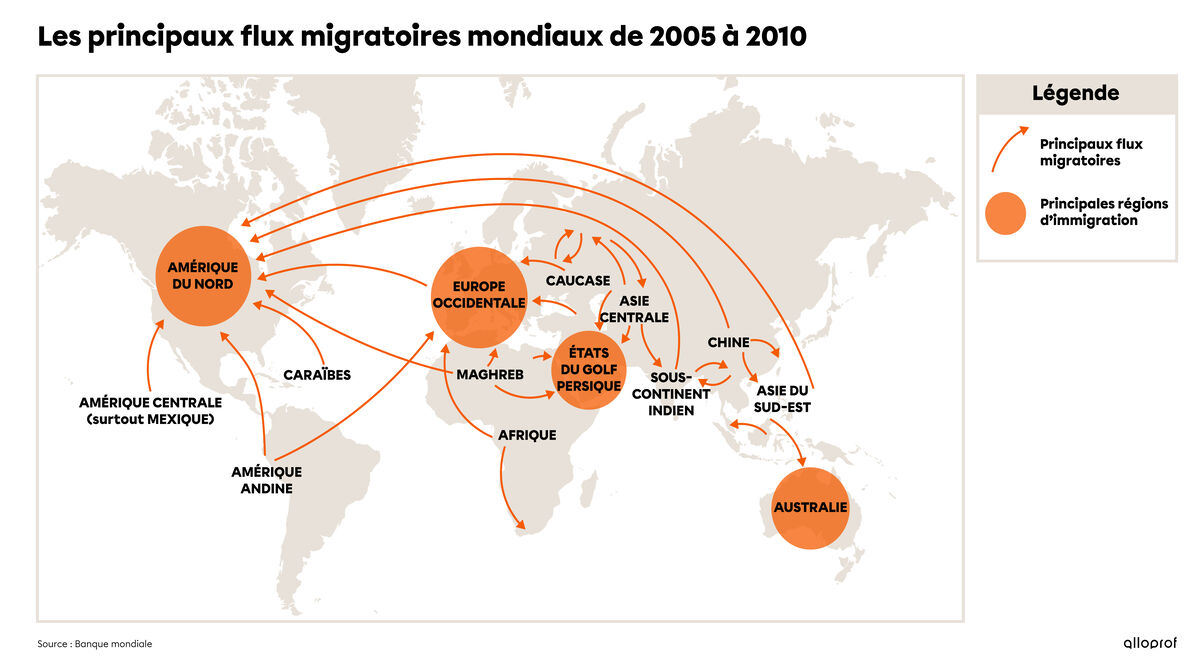 Les principaux flux migratoires mondiaux de 2005 à 2010
Légende
Principaux flux
migratoires
Principales régions
d'immigration
AMÉRIQUE
DU NORD
EUROPE
OCCIDENTALE
CAUCASE
ASIE
CENTRALE
CHINE
ÉTATS
DU GOLF
PERSIQUE
MAGHREB
CARAÏBES
SOUS-
CONTINENT
INDIEN
ASIE DU
SUD-EST
AMÉRIQUE CENTRALE
(surtout MEXIQUE)
AFRIQUE
AMÉRIQUE
ANDINE
AUSTRALIE
Source : Banque mondiale
alloprof